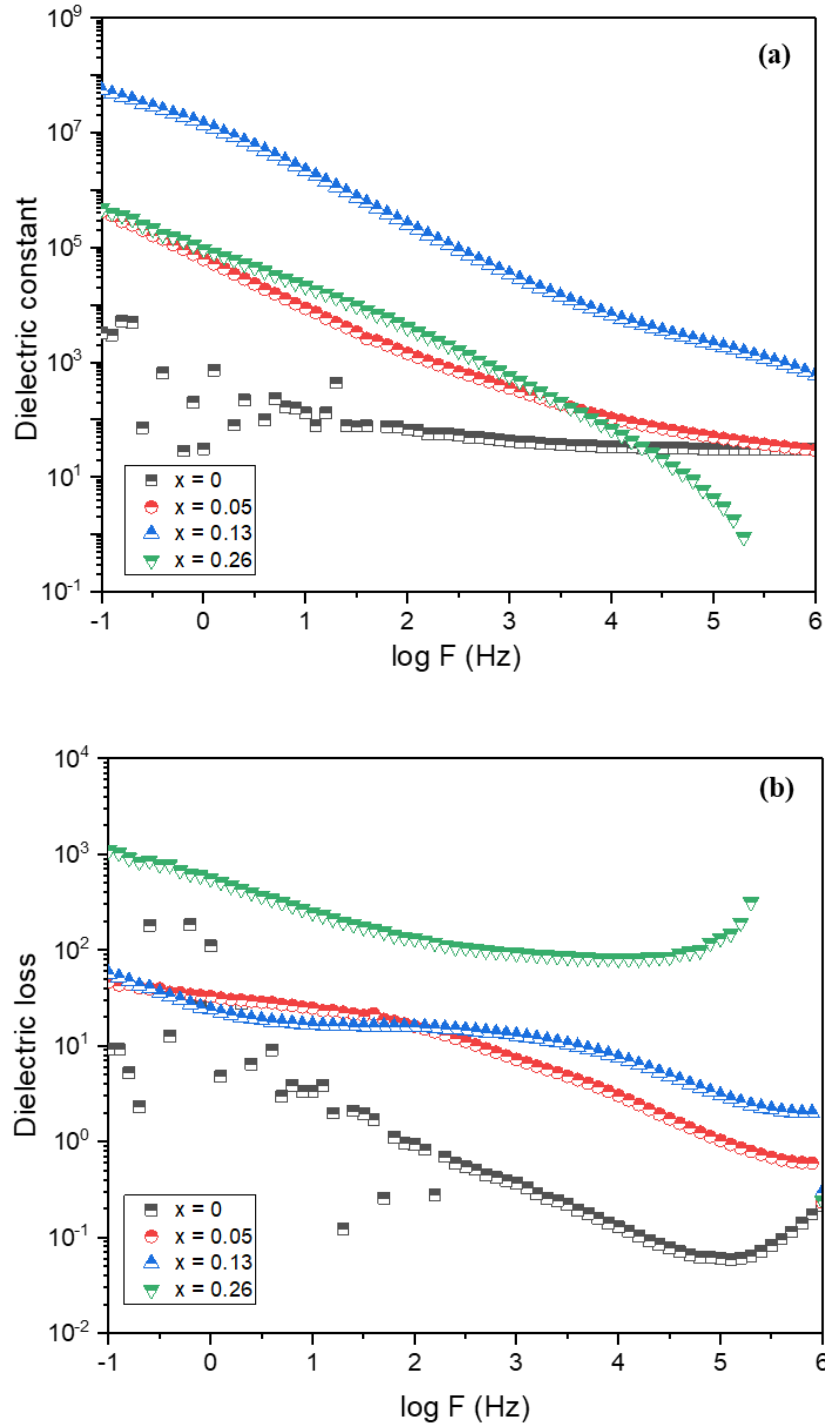 (a)
Dielectric constant
10^9
10^7
10^5
10^3
10^1
10^-1
x = 0
x = 0.05
x = 0.13
x = 0.26
-1 0 1 2 3 4 5 6
log F (Hz)
(b)
Dielectric loss
10^4
10^3
10^2
10^1
10^0
10^-1
10^-2
x = 0
x = 0.05
x = 0.13
x = 0.26
-1 0 1 2 3 4 5 6
log F (Hz)